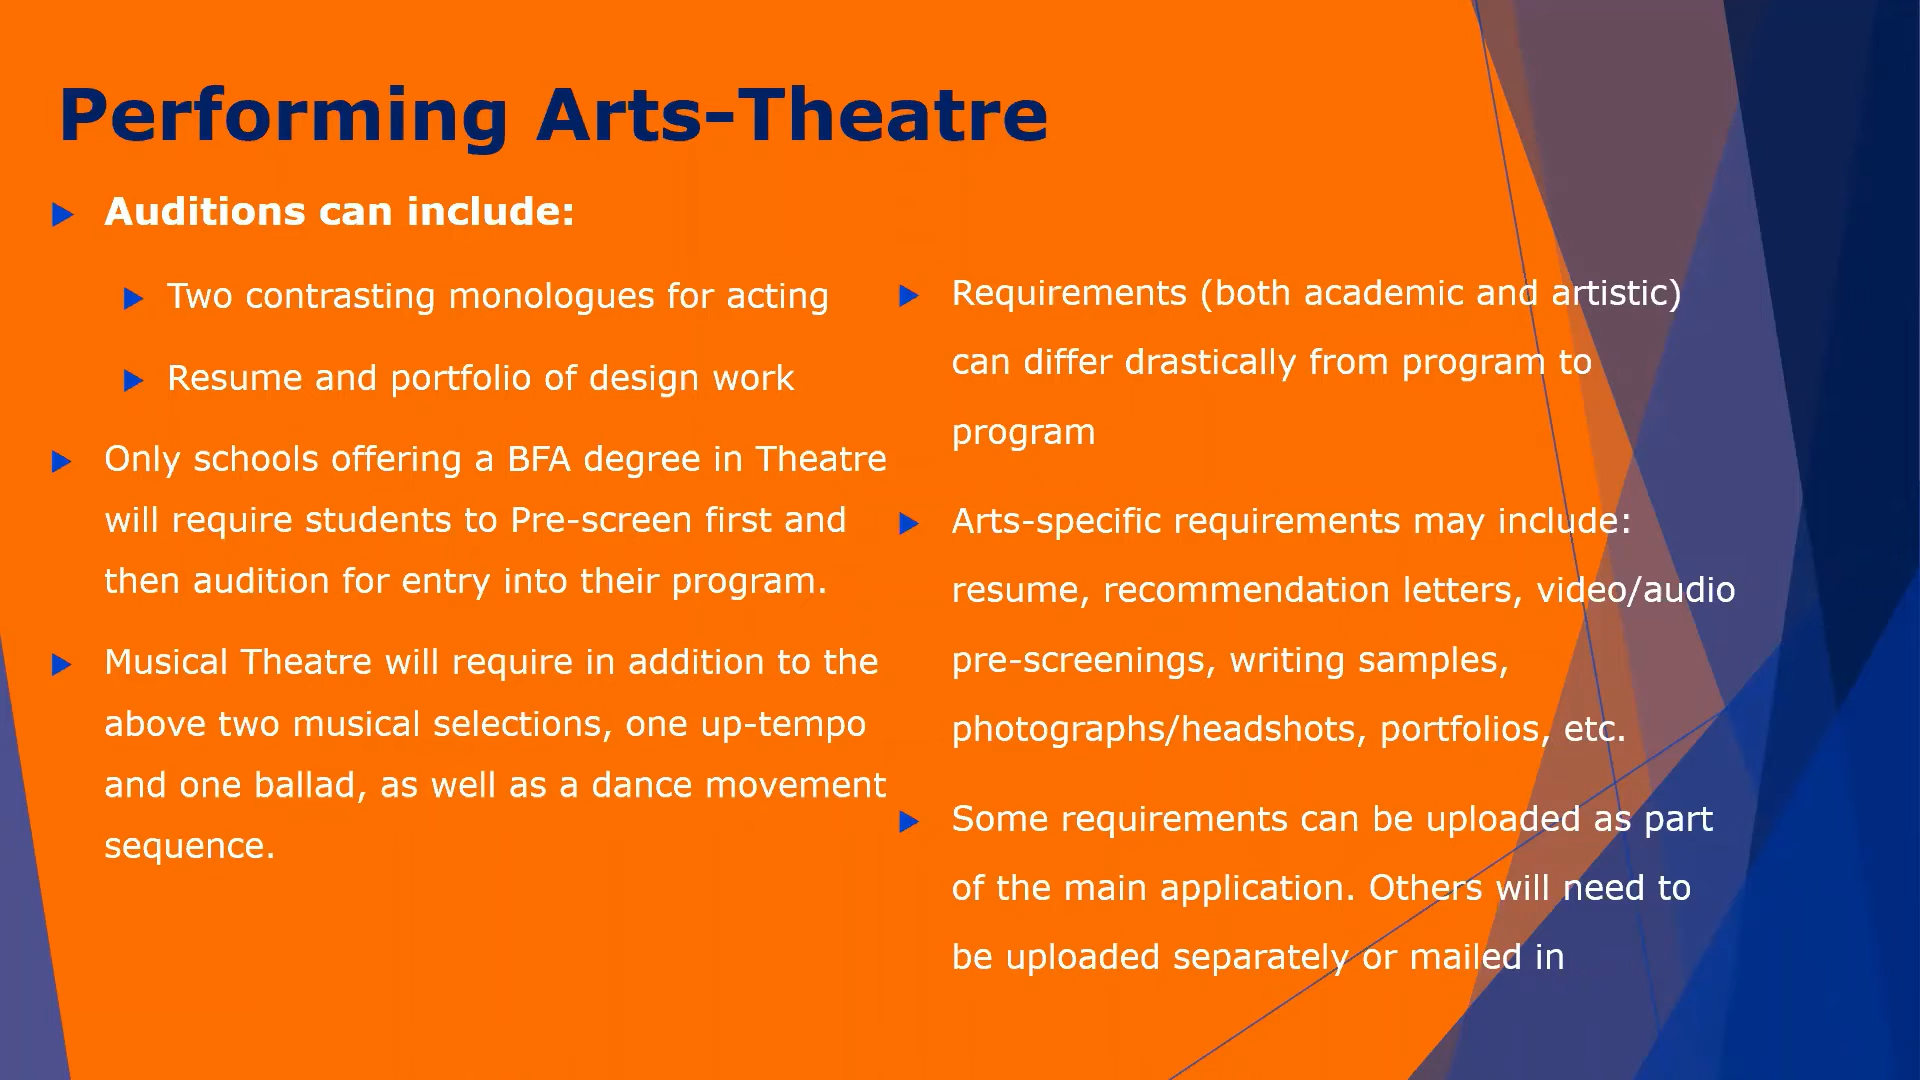 Performing Arts-Theatre
Auditions can include:
Two contrasting monologues for acting
Resume and portfolio of design work
Only schools offering a BFA degree in Theatre
will require students to Pre-screen first and
then audition for entry into their program.
Musical Theatre will require in addition to the
above two musical selections, one up-tempo
and one ballad, as well as a dance movement
sequence.
Requirements (both academic and artistic)
can differ drastically from program to
program
Arts-specific requirements may include:
resume, recommendation letters, video/audio
pre-screenings, writing samples,
photographs/headshots, portfolios, etc.
Some requirements can be uploaded as part
of the main application. Others will need to
be uploaded separately or mailed in